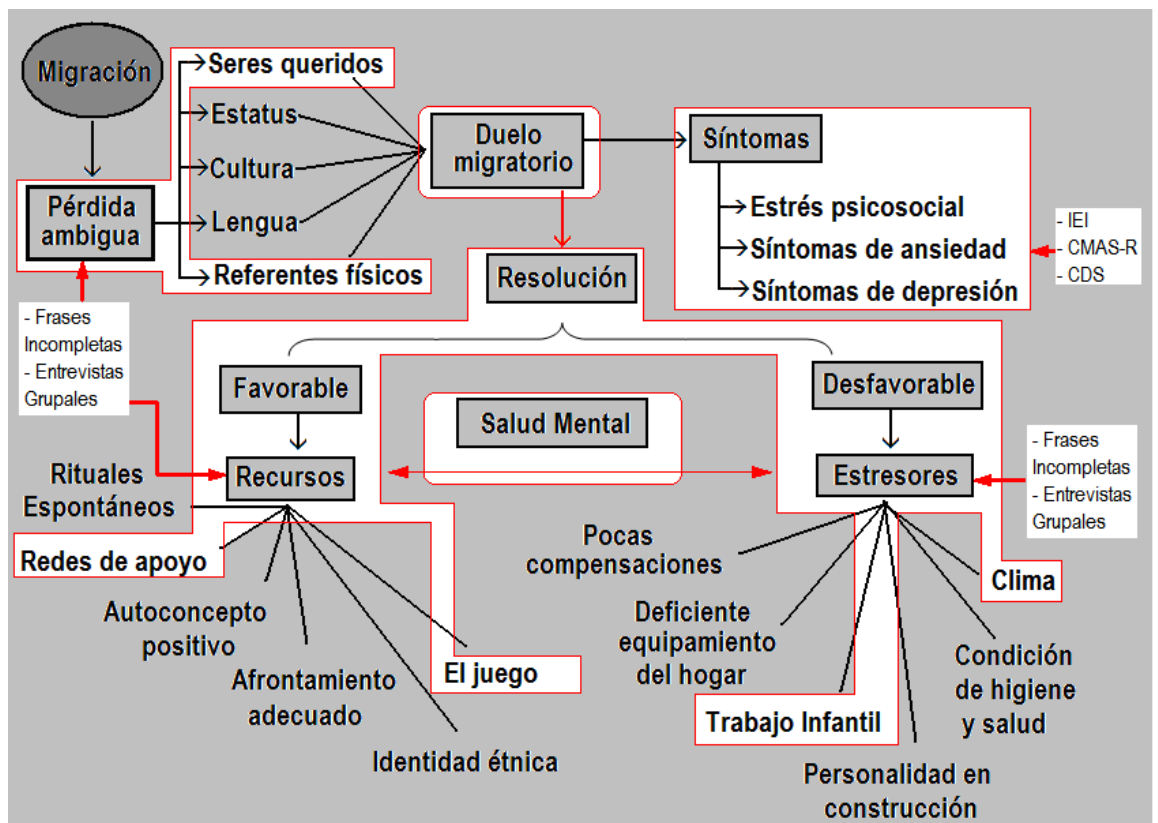 Migración
Seres queridos
Estatus
Cultura
Lengua
Referentes físicos
Pérdida
ambigua
Duelo
migratorio
Síntomas
Estrés psicosocial
Síntomas de ansiedad
Síntomas de depresión
- IEI
- CMAS-R
- CDS
Resolución
- Frases
Incompletas
- Entrevistas
Grupales
Favorable
Desfavorable
Salud Mental
Recursos
Estresores
- Frases
Incompletas
- Entrevistas
Grupales
Rituales
Espontáneos
Redes de apoyo
Autoconcepto
positivo
Afrontamiento
adecuado
El juego
Identidad étnica
Pocas
compensaciones
Deficiente
equipamiento
del hogar
Trabajo Infantil
Personalidad en
construcción
Condición
de higiene
y salud
Clima